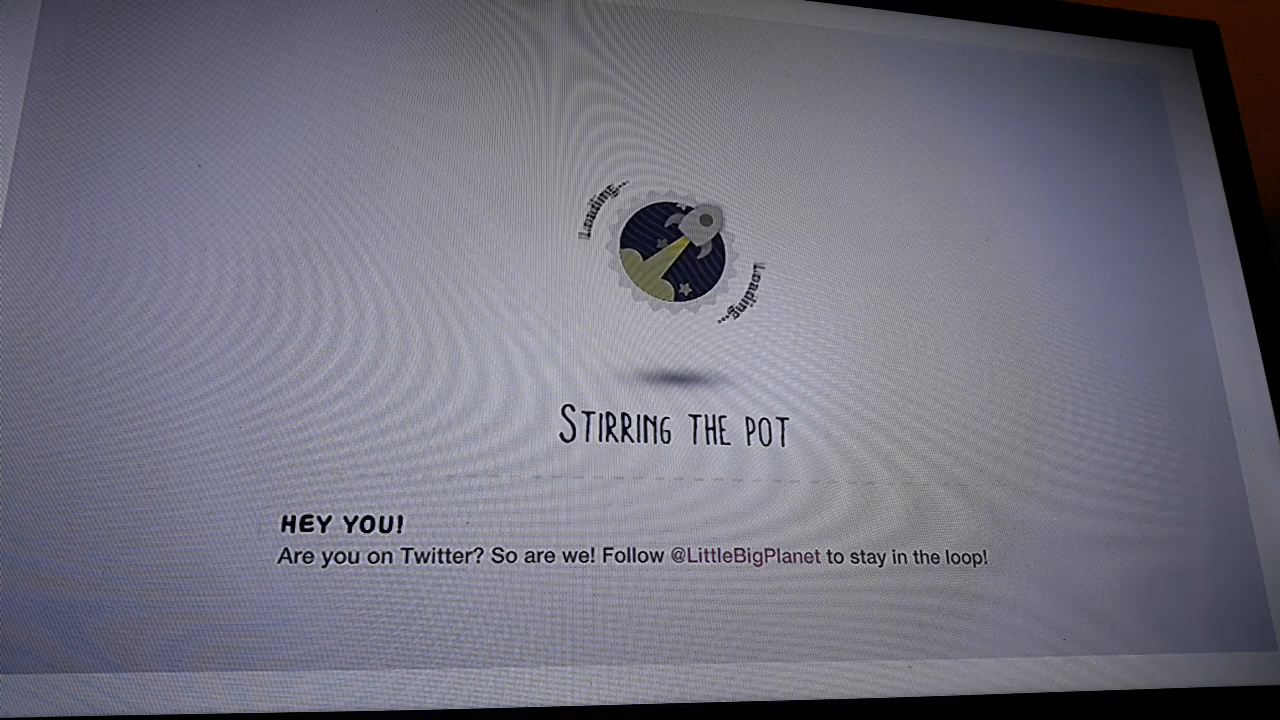 Loading...
Loading...
STIRRING THE POT
HEY YOU!
Are you on Twitter? So are we! Follow @LittleBigPlanet to stay in the loop!